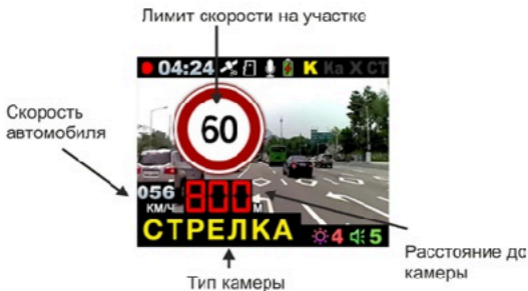 Лимит скорости на участке
04:24 K Ka X СТ
60
Скорость
автомобиля
056
КМ/Ч
800 М
СТРЕЛКА 4 5
Расстояние до
камеры
Тип камеры